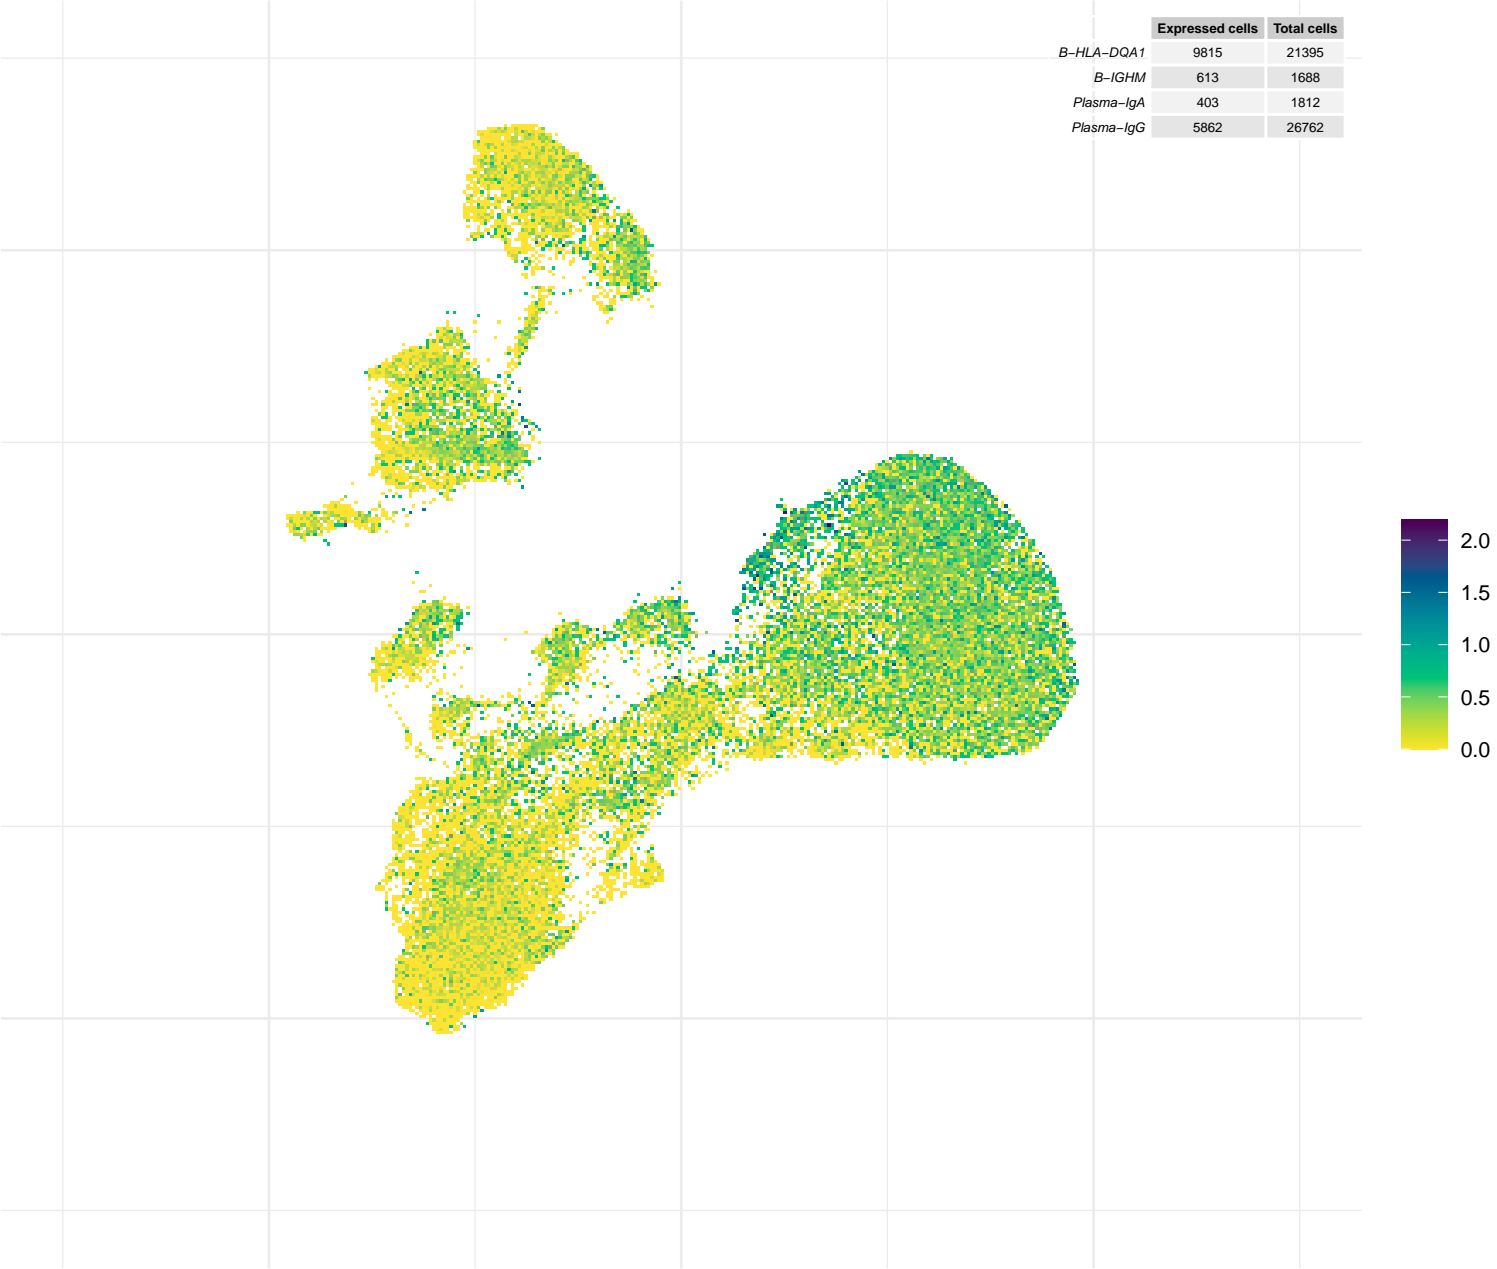 Expressed cells Total cells
B−HLA−DQA1 9815 21395
B−IGHM 613 1688
Plasma−IgA 403 1812
Plasma−IgG 5862 26762
2.0
1.5
1.0
0.5
0.0